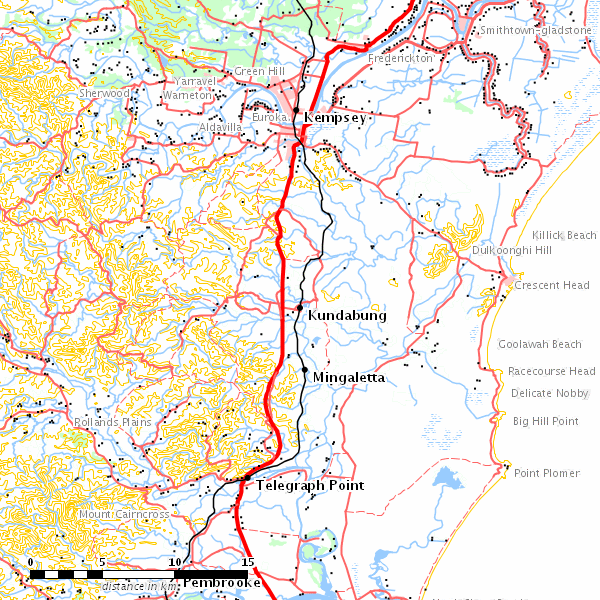 Smithtown-gladstone
Frederickton
Green Hill
Yarravel
Sherwood
Warneton
Euroka
Kempsey
Aldavilla
Killick Beach
Dulkoonghi Hill
Crescent Head
Kundabung
Goolawah Beach
Racecourse Head
Mingaletta
Delicate Nobby
Rollands Plains
Big Hill Point
Point Plomer
Telegraph Point
Mount Cairncross
0 5 10 15
distance in km
Pembrooke